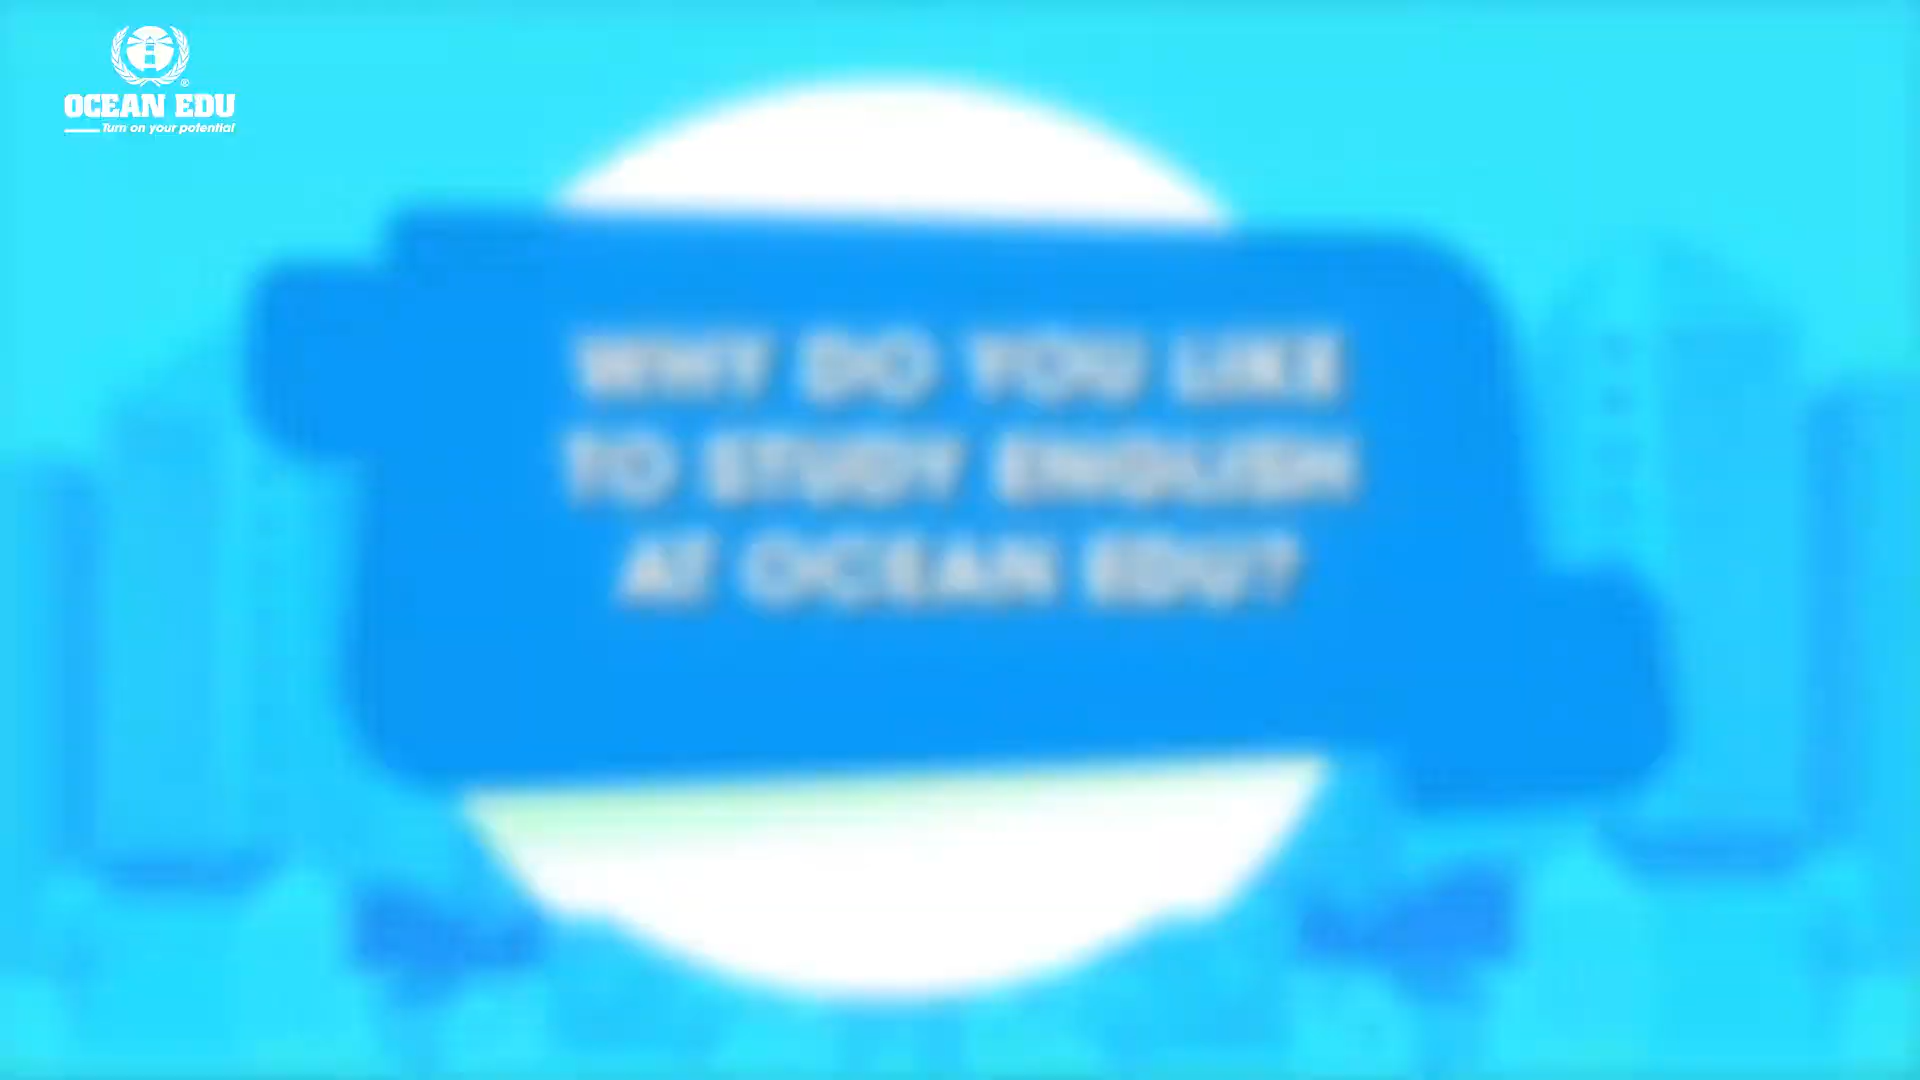 OCEAN EDU
Turn on your potential
WHY DO YOU LIKE
TO STUDY ENGLISH
AT OCEAN EDU?